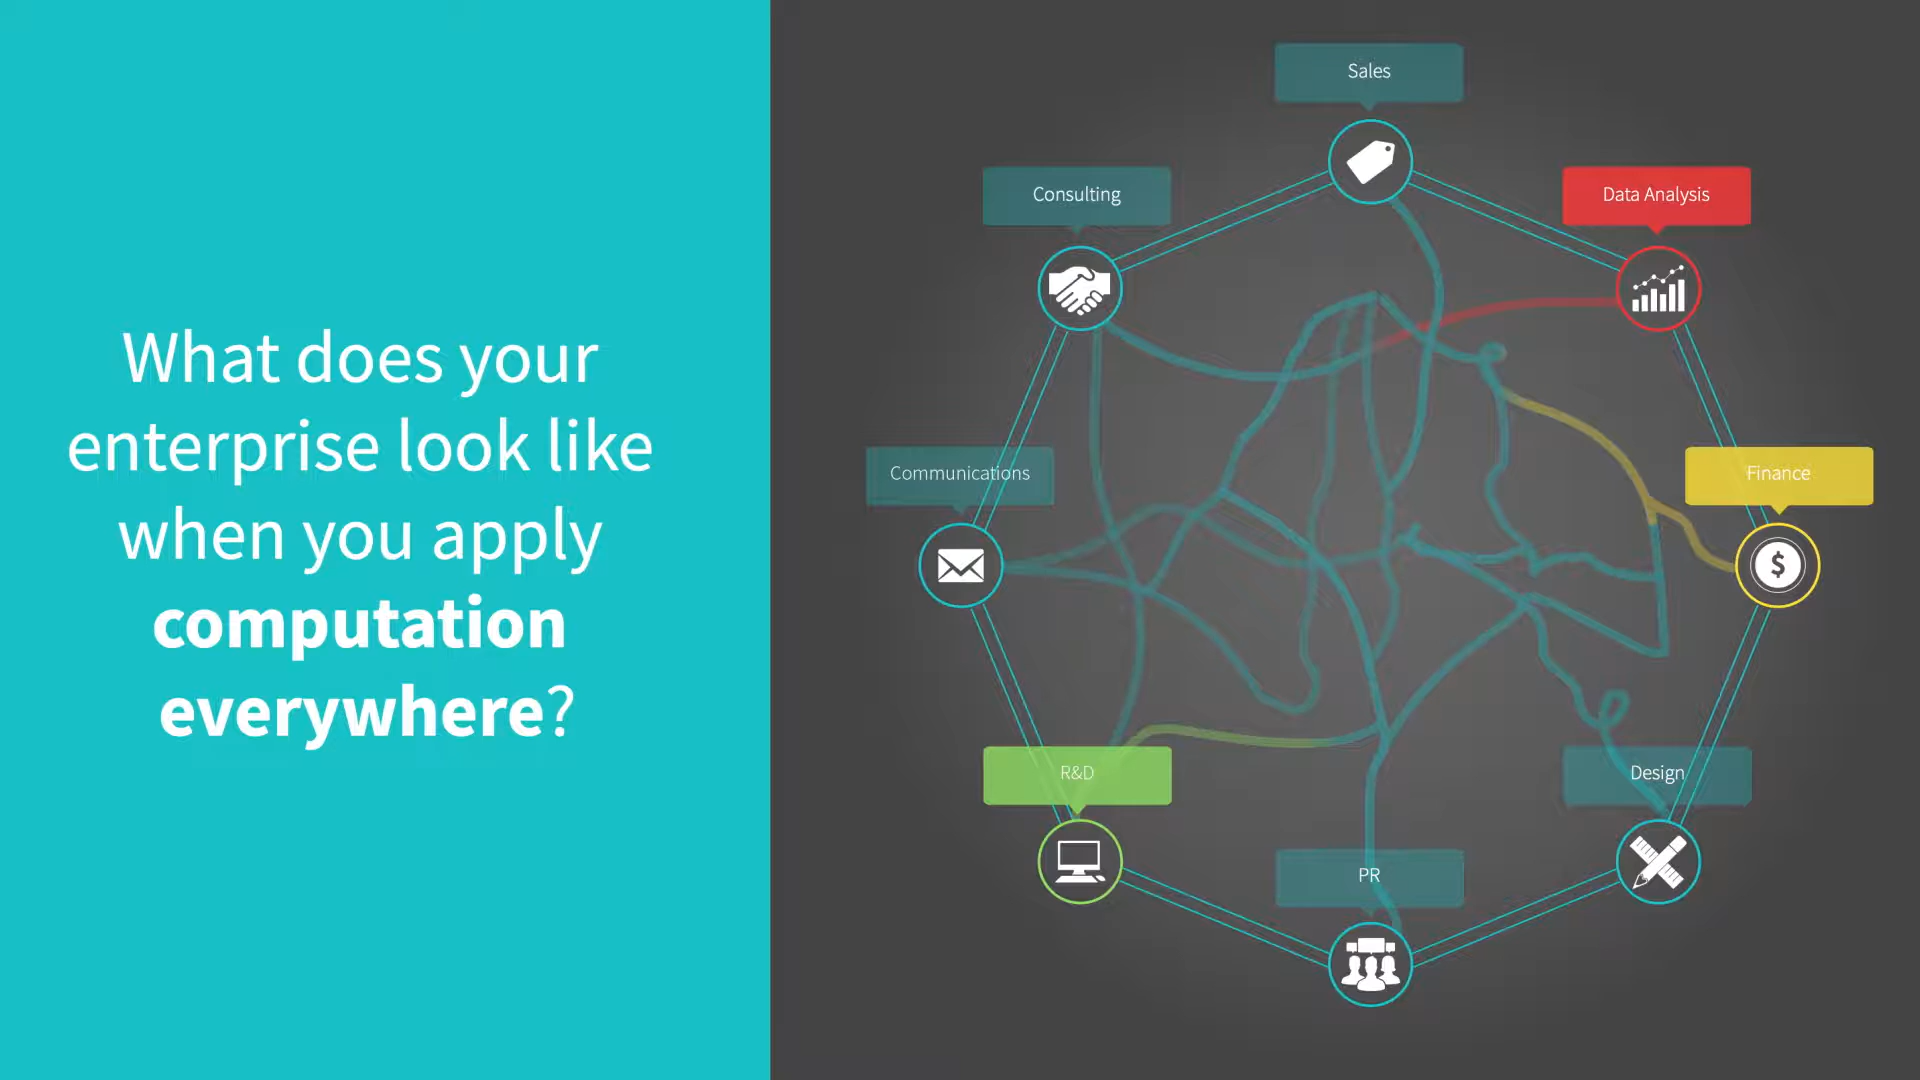 What does your
enterprise look like
when you apply
computation
everywhere?
Sales
Consulting
Data Analysis
Communications
Finance
$
R&D
Design
PR